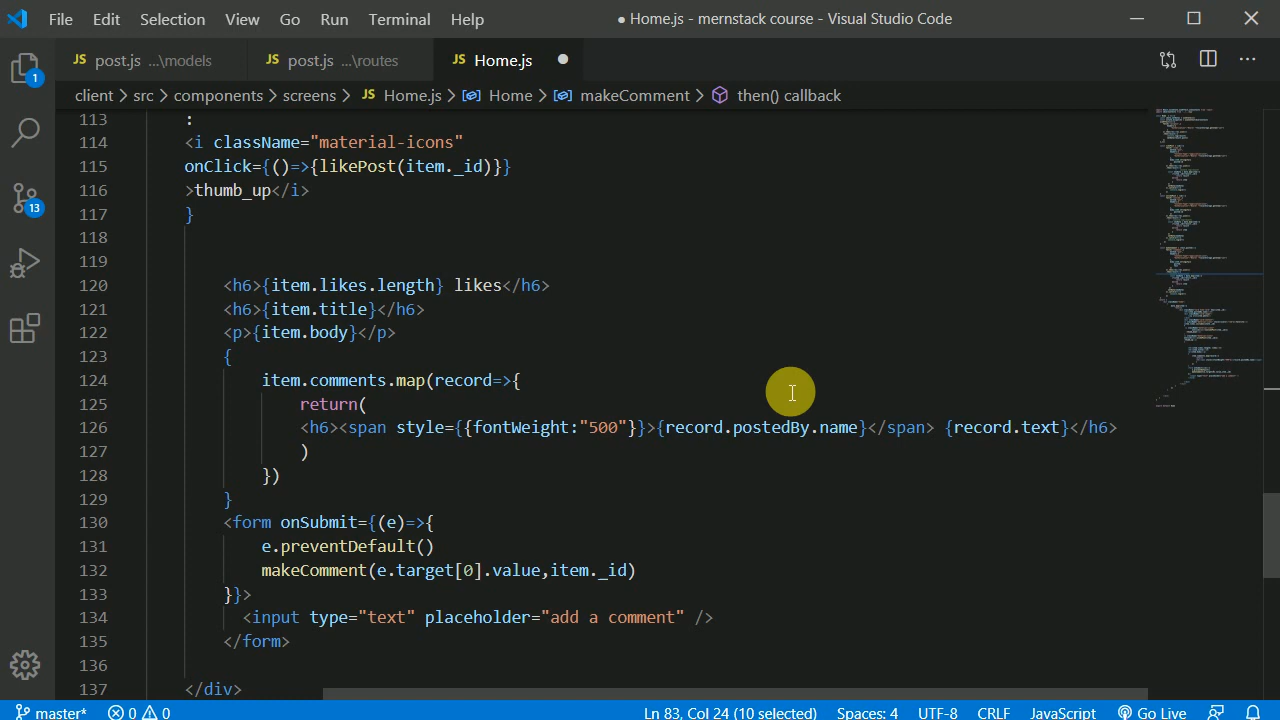 File Edit Selection View Go Run Terminal Help ● Home.js - mernstack course - Visual Studio Code
JS post.js ...\models JS post.js ...\routes JS Home.js
1
client > src > components > screens > JS Home.js > Home > makeComment > then() callback
113 :
114 <i className="material-icons"
115 onClick={()=>{likePost(item._id)}}
116 >thumb_up</i>
117 }
13
118
119
120 <h6>{item.likes.length} likes</h6>
121 <h6>{item.title}</h6>
122 <p>{item.body}</p>
123 {
124 item.comments.map(record=>{
125 return(
126 <h6><span style={{fontWeight:"500"}}>{record.postedBy.name}</span> {record.text}</h6>
127 )
128 })
129 }
130 <form onSubmit={(e)=>{
131 e.preventDefault()
132 makeComment(e.target[0].value,item._id)
133 }}>
134 <input type="text" placeholder="add a comment" />
135 </form>
136
137 </div>
master* 0 0 Ln 83, Col 24 (10 selected) Spaces: 4 UTF-8 CRLF JavaScript Go Live